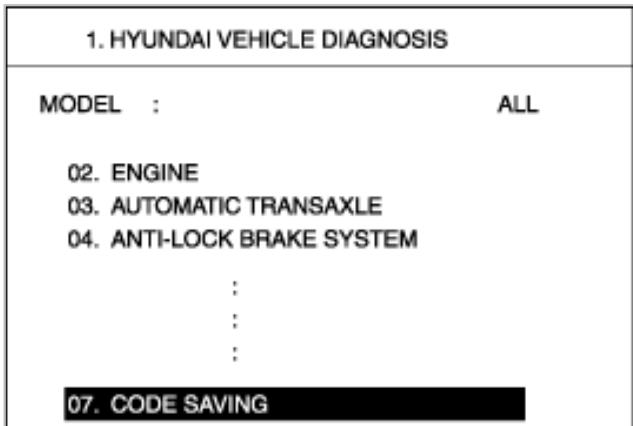 1. HYUNDAI VEHICLE DIAGNOSIS
MODEL : ALL
02. ENGINE
03. AUTOMATIC TRANSAXLE
04. ANTI-LOCK BRAKE SYSTEM
:
:
:
07. CODE SAVING